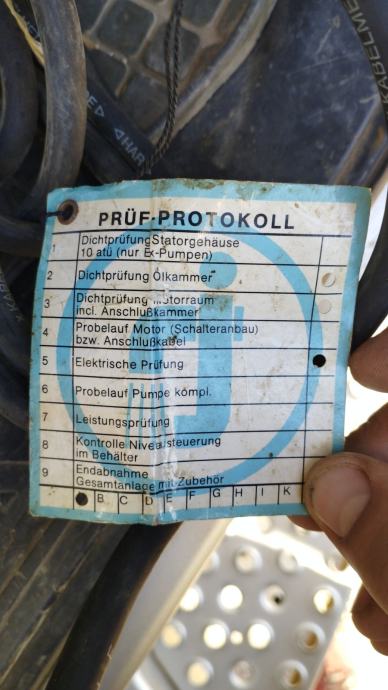 PRÜF-PROTOKOLL
1 Dichtprüfung Statorgehäuse
10 atü (nur Ex-Pumpen)
2 Dichtprüfung Ölkammer
3 Dichtprüfung Motorraum
incl. Anschlußkammer
4 Probelauf Motor (Schalteranbau)
bzw. Anschlußkabel
5 Elektrische Prüfung
6 Probelauf Pumpe kompl.
7 Leistungsprüfung
8 Kontrolle Niveausteuerung
im Behälter
9 Endabnahme
Gesamtanlage mit Zubehör
B C D E F G H I K